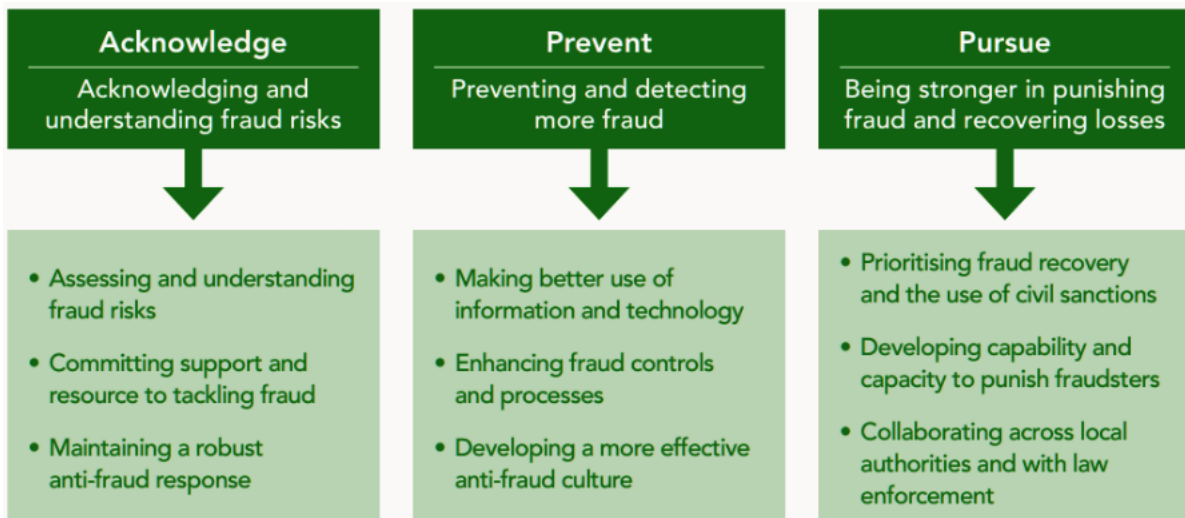 Acknowledge
Acknowledging and
understanding fraud risks
• Assessing and understanding
fraud risks
• Committing support and
resource to tackling fraud
• Maintaining a robust
anti-fraud response
Prevent
Preventing and detecting
more fraud
• Making better use of
information and technology
• Enhancing fraud controls
and processes
• Developing a more effective
anti-fraud culture
Pursue
Being stronger in punishing
fraud and recovering losses
• Prioritising fraud recovery
and the use of civil sanctions
• Developing capability and
capacity to punish fraudsters
• Collaborating across local
authorities and with law
enforcement